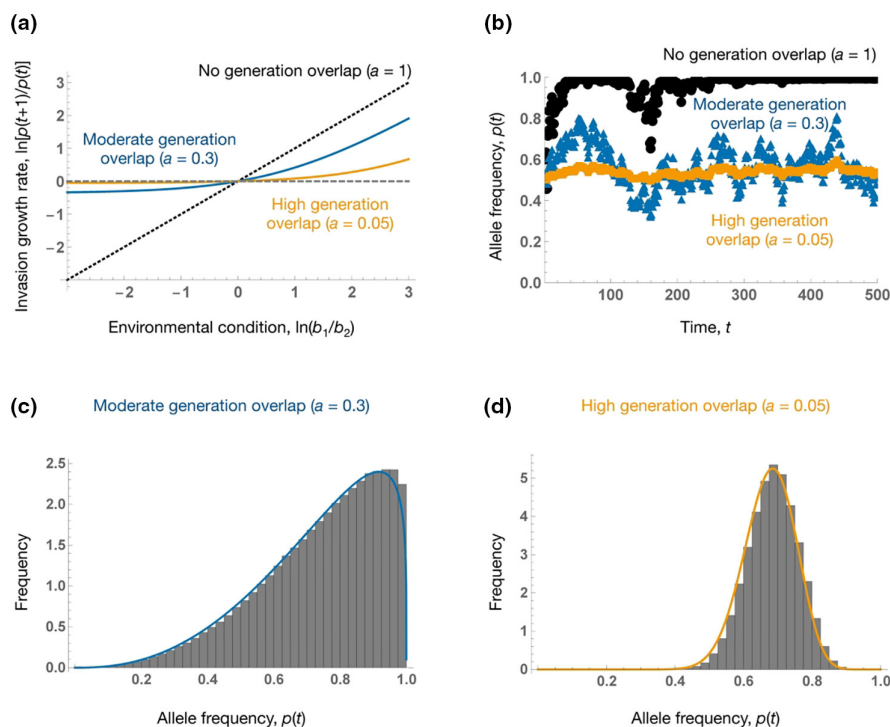 (a)
No generation overlap (a = 1)
Moderate generation
overlap (a = 0.3)
High generation
overlap (a = 0.05)
Invasion growth rate, ln[p(t+1)/p(t)]
3
2
1
0
−1
−2
−2 −1 0 1 2 3
Environmental condition, ln(b1/b2)
(b)
No generation overlap (a = 1)
Moderate generation
overlap (a = 0.3)
High generation
overlap (a = 0.05)
Allele frequency, p(t)
1.0
0.8
0.6
0.4
0.2
0.0
100 200 300 400 500
Time, t
(c)
Moderate generation overlap (a = 0.3)
Frequency
2.5
2.0
1.5
1.0
0.5
0.0
0.2 0.4 0.6 0.8 1.0
Allele frequency, p(t)
(d)
High generation overlap (a = 0.05)
Frequency
5
4
3
2
1
0
0.2 0.4 0.6 0.8 1.0
Allele frequency, p(t)